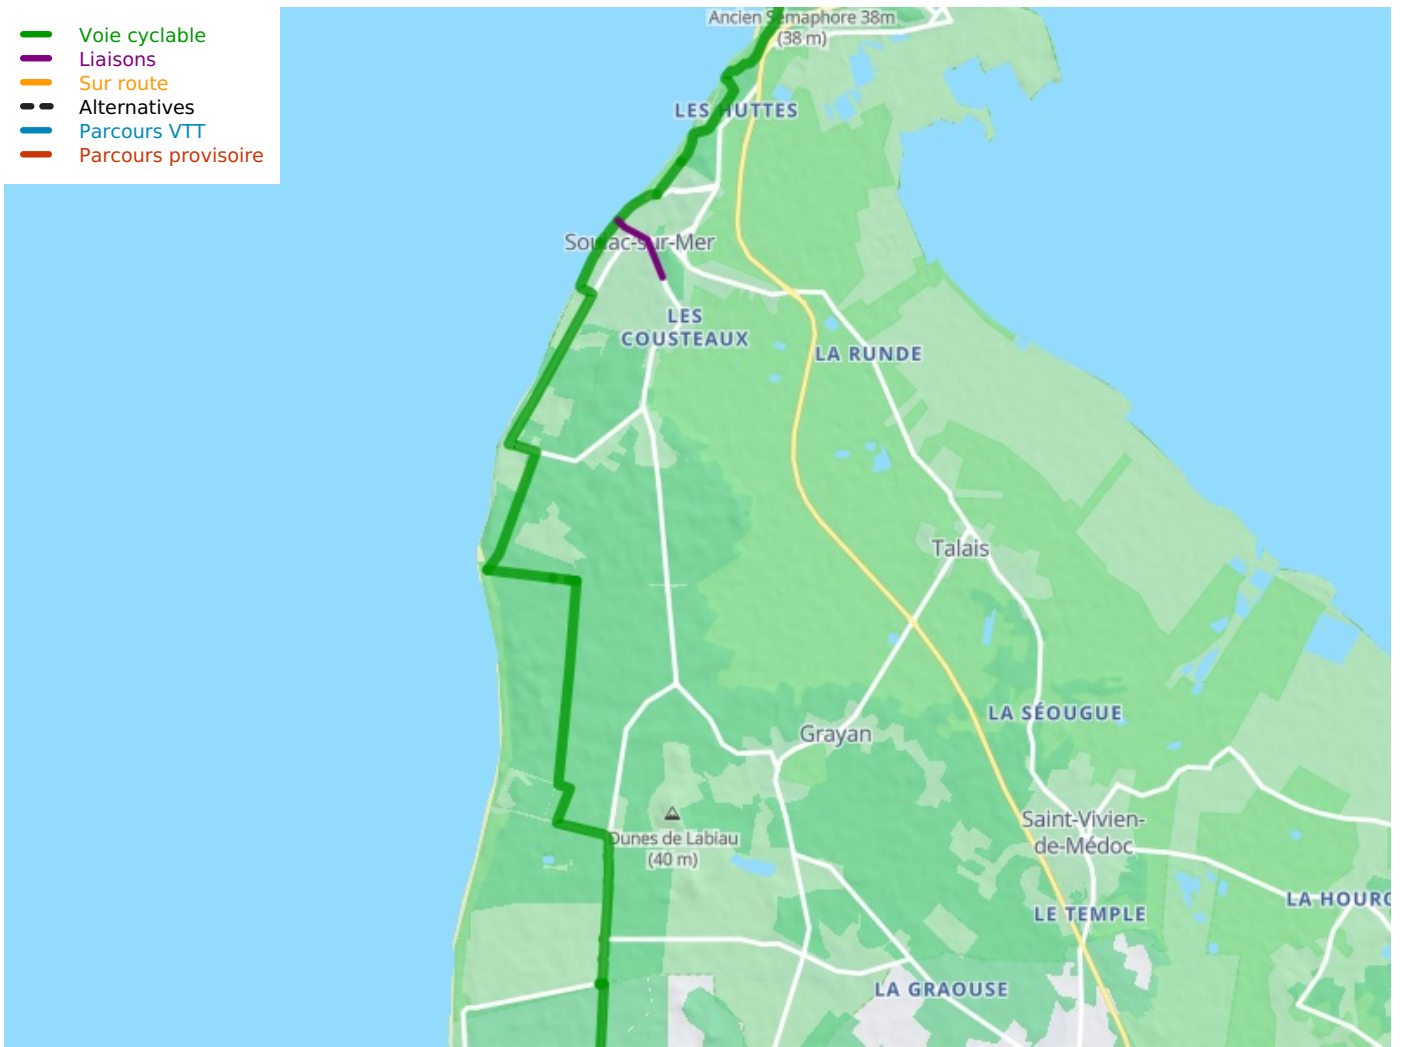 Voie cyclable
Liaisons
Sur route
Alternatives
Parcours VTT
Parcours provisoire
Ancien Sémaphore 38m
(38 m)
LES HUTTES
Soulac-sur-Mer
LES
COUSTEAUX
LA RUNDE
Talais
LA SÉOUGUE
Grayan
Dunes de Labiau
(40 m)
Saint-Vivien-
de-Médoc
LA HOURC
LE TEMPLE
LA GRAOUSE